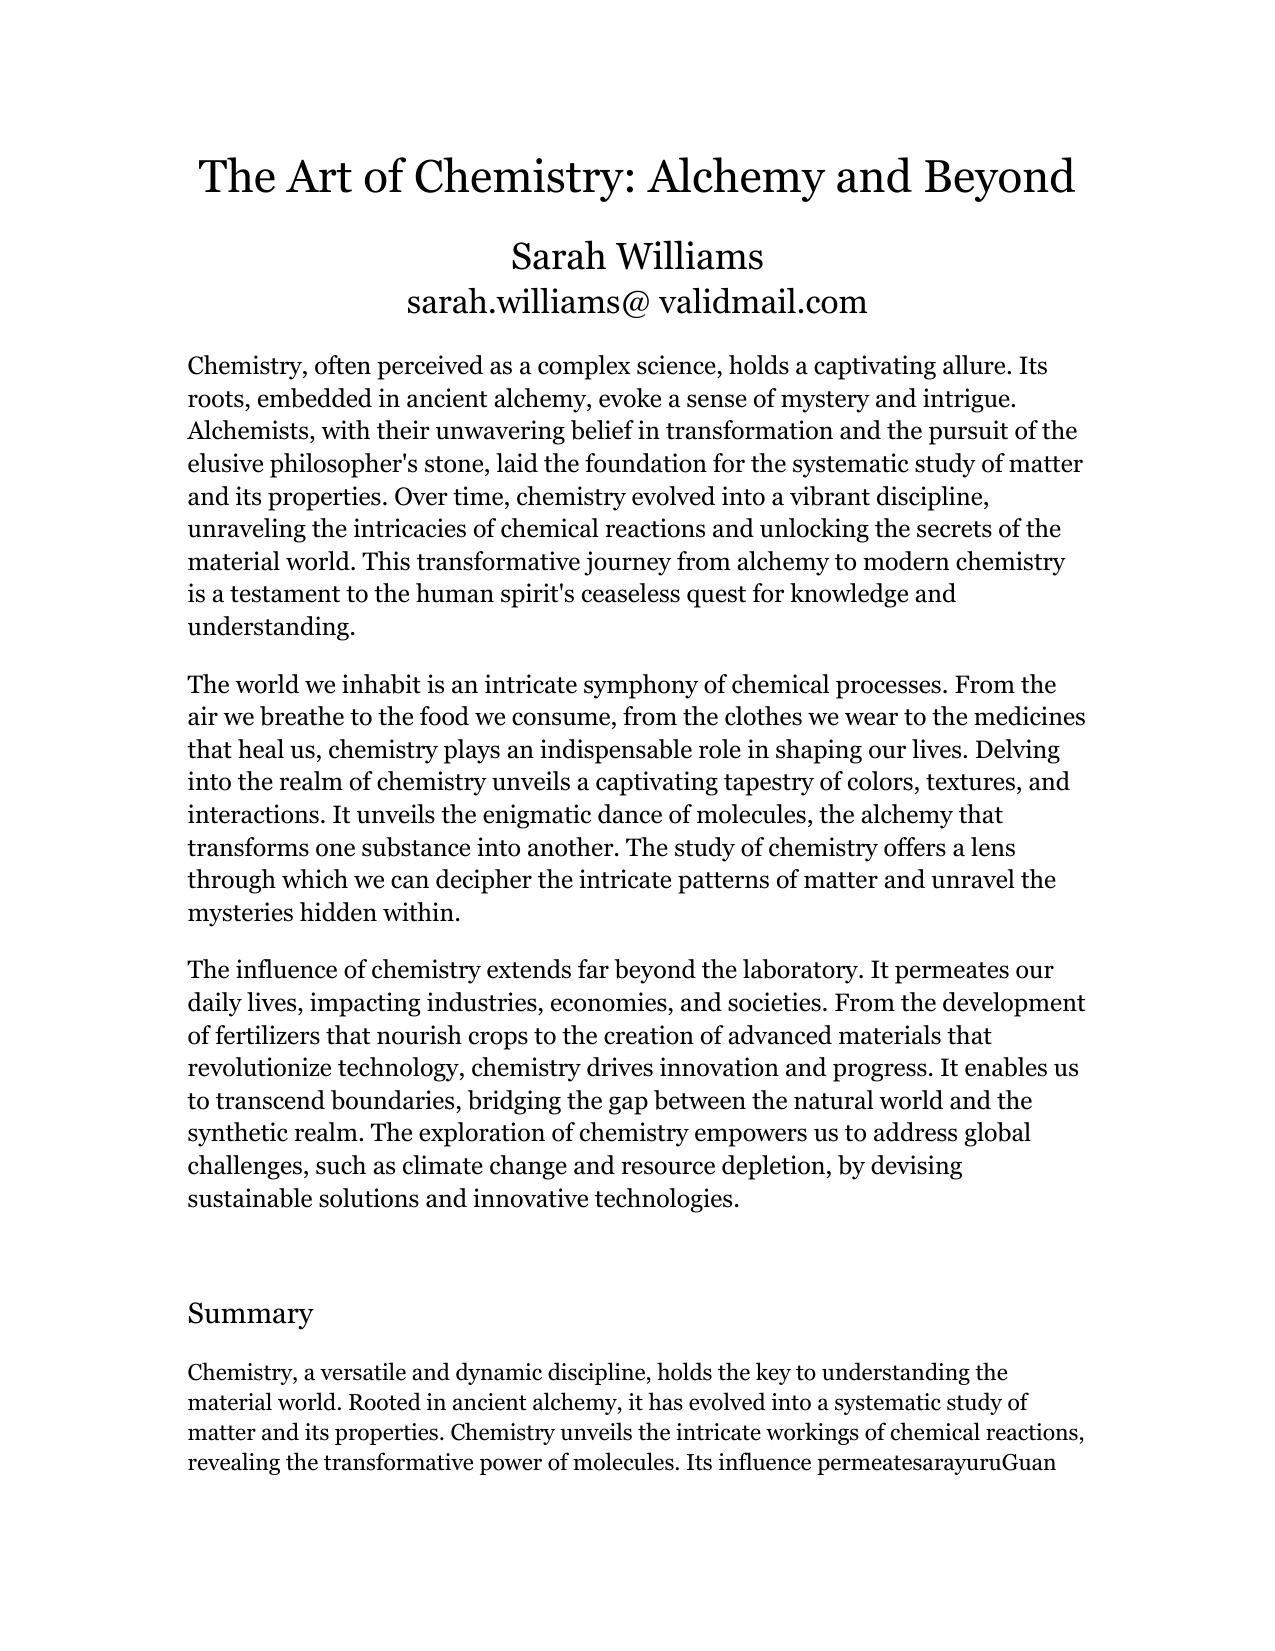 The Art of Chemistry: Alchemy and Beyond
Sarah Williams
sarah.williams@ validmail.com
Chemistry, often perceived as a complex science, holds a captivating allure. Its
roots, embedded in ancient alchemy, evoke a sense of mystery and intrigue.
Alchemists, with their unwavering belief in transformation and the pursuit of the
elusive philosopher's stone, laid the foundation for the systematic study of matter
and its properties. Over time, chemistry evolved into a vibrant discipline,
unraveling the intricacies of chemical reactions and unlocking the secrets of the
material world. This transformative journey from alchemy to modern chemistry
is a testament to the human spirit's ceaseless quest for knowledge and
understanding.
The world we inhabit is an intricate symphony of chemical processes. From the
air we breathe to the food we consume, from the clothes we wear to the medicines
that heal us, chemistry plays an indispensable role in shaping our lives. Delving
into the realm of chemistry unveils a captivating tapestry of colors, textures, and
interactions. It unveils the enigmatic dance of molecules, the alchemy that
transforms one substance into another. The study of chemistry offers a lens
through which we can decipher the intricate patterns of matter and unravel the
mysteries hidden within.
The influence of chemistry extends far beyond the laboratory. It permeates our
daily lives, impacting industries, economies, and societies. From the development
of fertilizers that nourish crops to the creation of advanced materials that
revolutionize technology, chemistry drives innovation and progress. It enables us
to transcend boundaries, bridging the gap between the natural world and the
synthetic realm. The exploration of chemistry empowers us to address global
challenges, such as climate change and resource depletion, by devising
sustainable solutions and innovative technologies.
Summary
Chemistry, a versatile and dynamic discipline, holds the key to understanding the
material world. Rooted in ancient alchemy, it has evolved into a systematic study of
matter and its properties. Chemistry unveils the intricate workings of chemical reactions,
revealing the transformative power of molecules. Its influence permeatesarayuruGuan